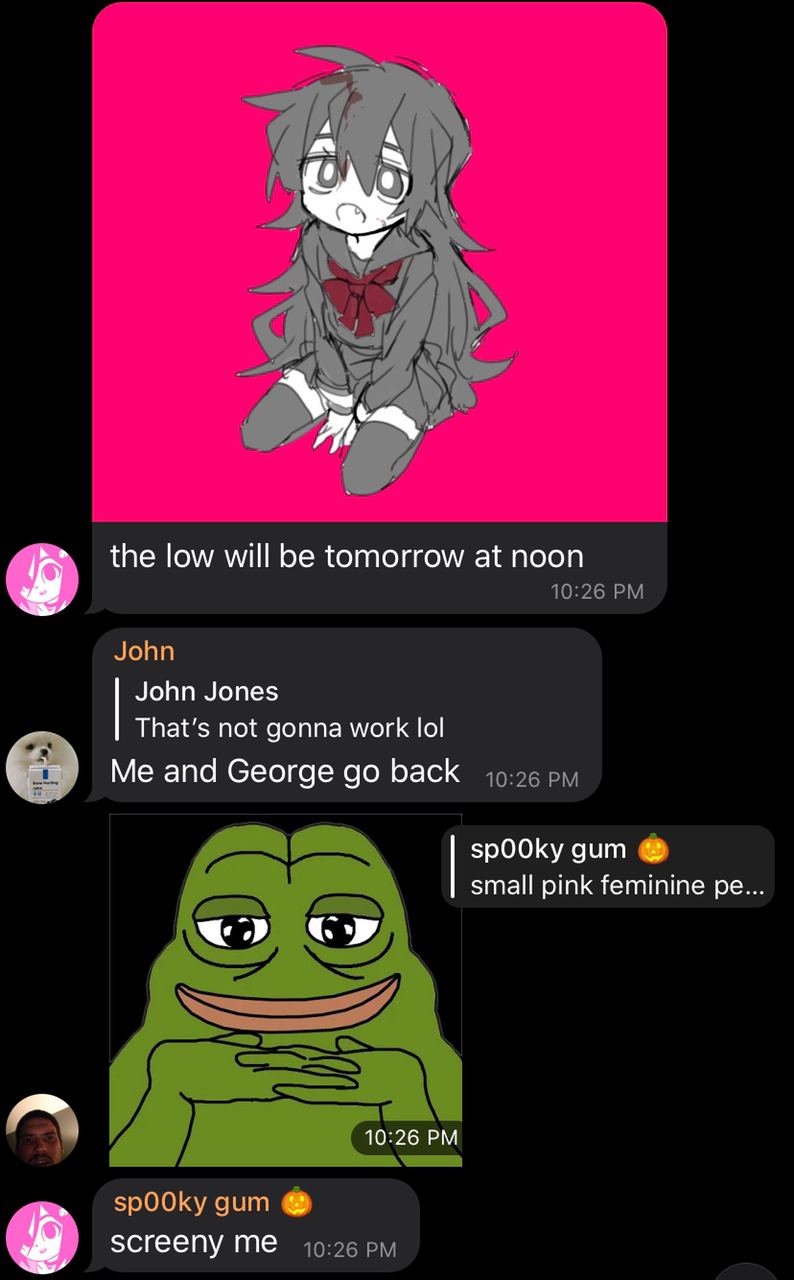 the low will be tomorrow at noon
10:26 PM
John
John Jones
That’s not gonna work lol
Me and George go back
10:26 PM
sp00ky gum 🎃
small pink feminine pe...
10:26 PM
sp00ky gum 🎃
screeny me
10:26 PM